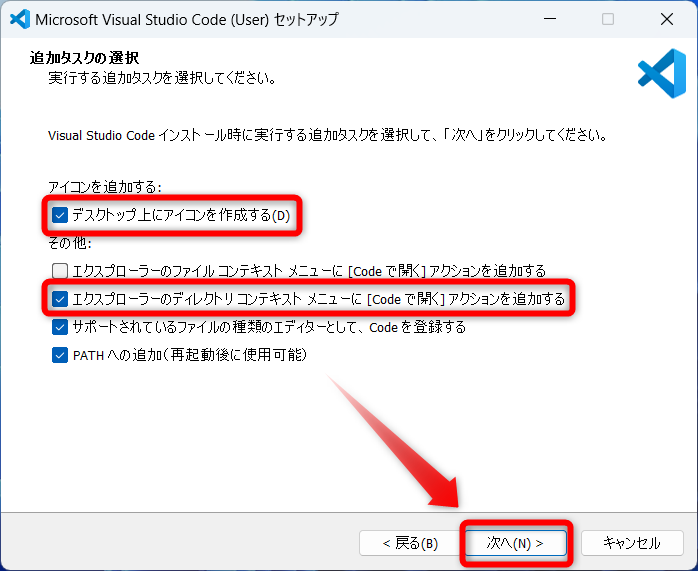 Microsoft Visual Studio Code (User) セットアップ
追加タスクの選択
実行する追加タスクを選択してください。
Visual Studio Code インストール時に実行する追加タスクを選択して、「次へ」をクリックしてください。
アイコンを追加する:
デスクトップ上にアイコンを作成する(D)
その他:
エクスプローラーのファイル コンテキスト メニューに [Code で開く] アクションを追加する
エクスプローラーのディレクトリ コンテキスト メニューに [Code で開く] アクションを追加する
サポートされているファイルの種類のエディターとして、Code を登録する
PATH への追加（再起動後に使用可能）
< 戻る(B) 次へ(N) > キャンセル